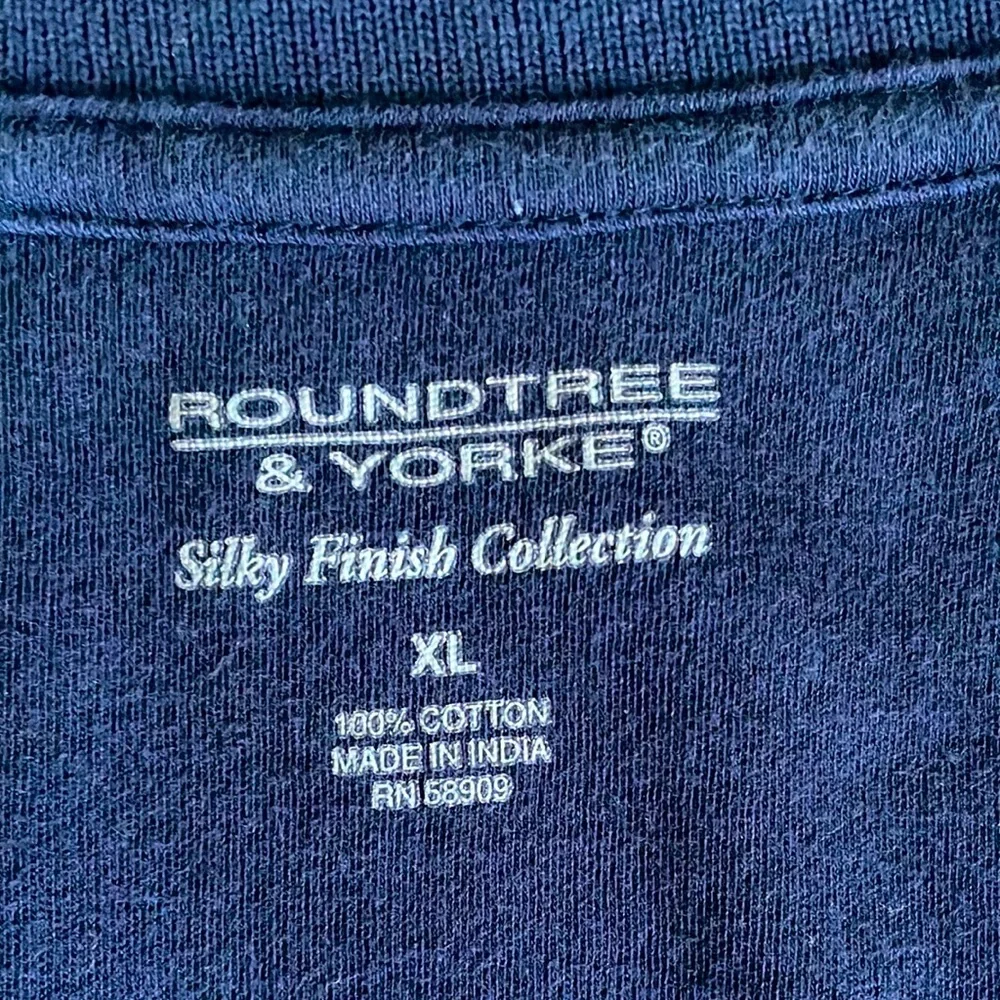 ROUNDTREE
& YORKE®
Silky Finish Collection
XL
100% COTTON
MADE IN INDIA
RN 58909